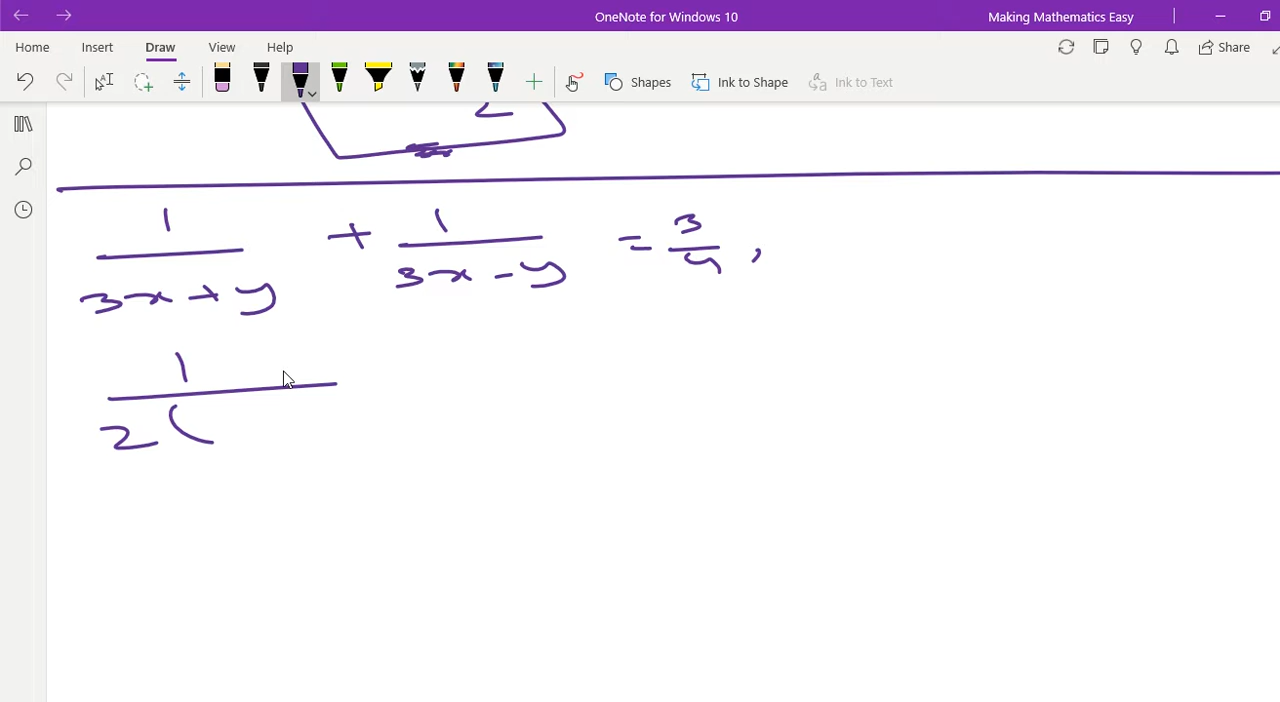 OneNote for Windows 10
Making Mathematics Easy
Home Insert Draw View Help
Share
Shapes Ink to Shape Ink to Text
2
1/(3x + y) + 1/(3x - y) = 3/4 ,
1/2(